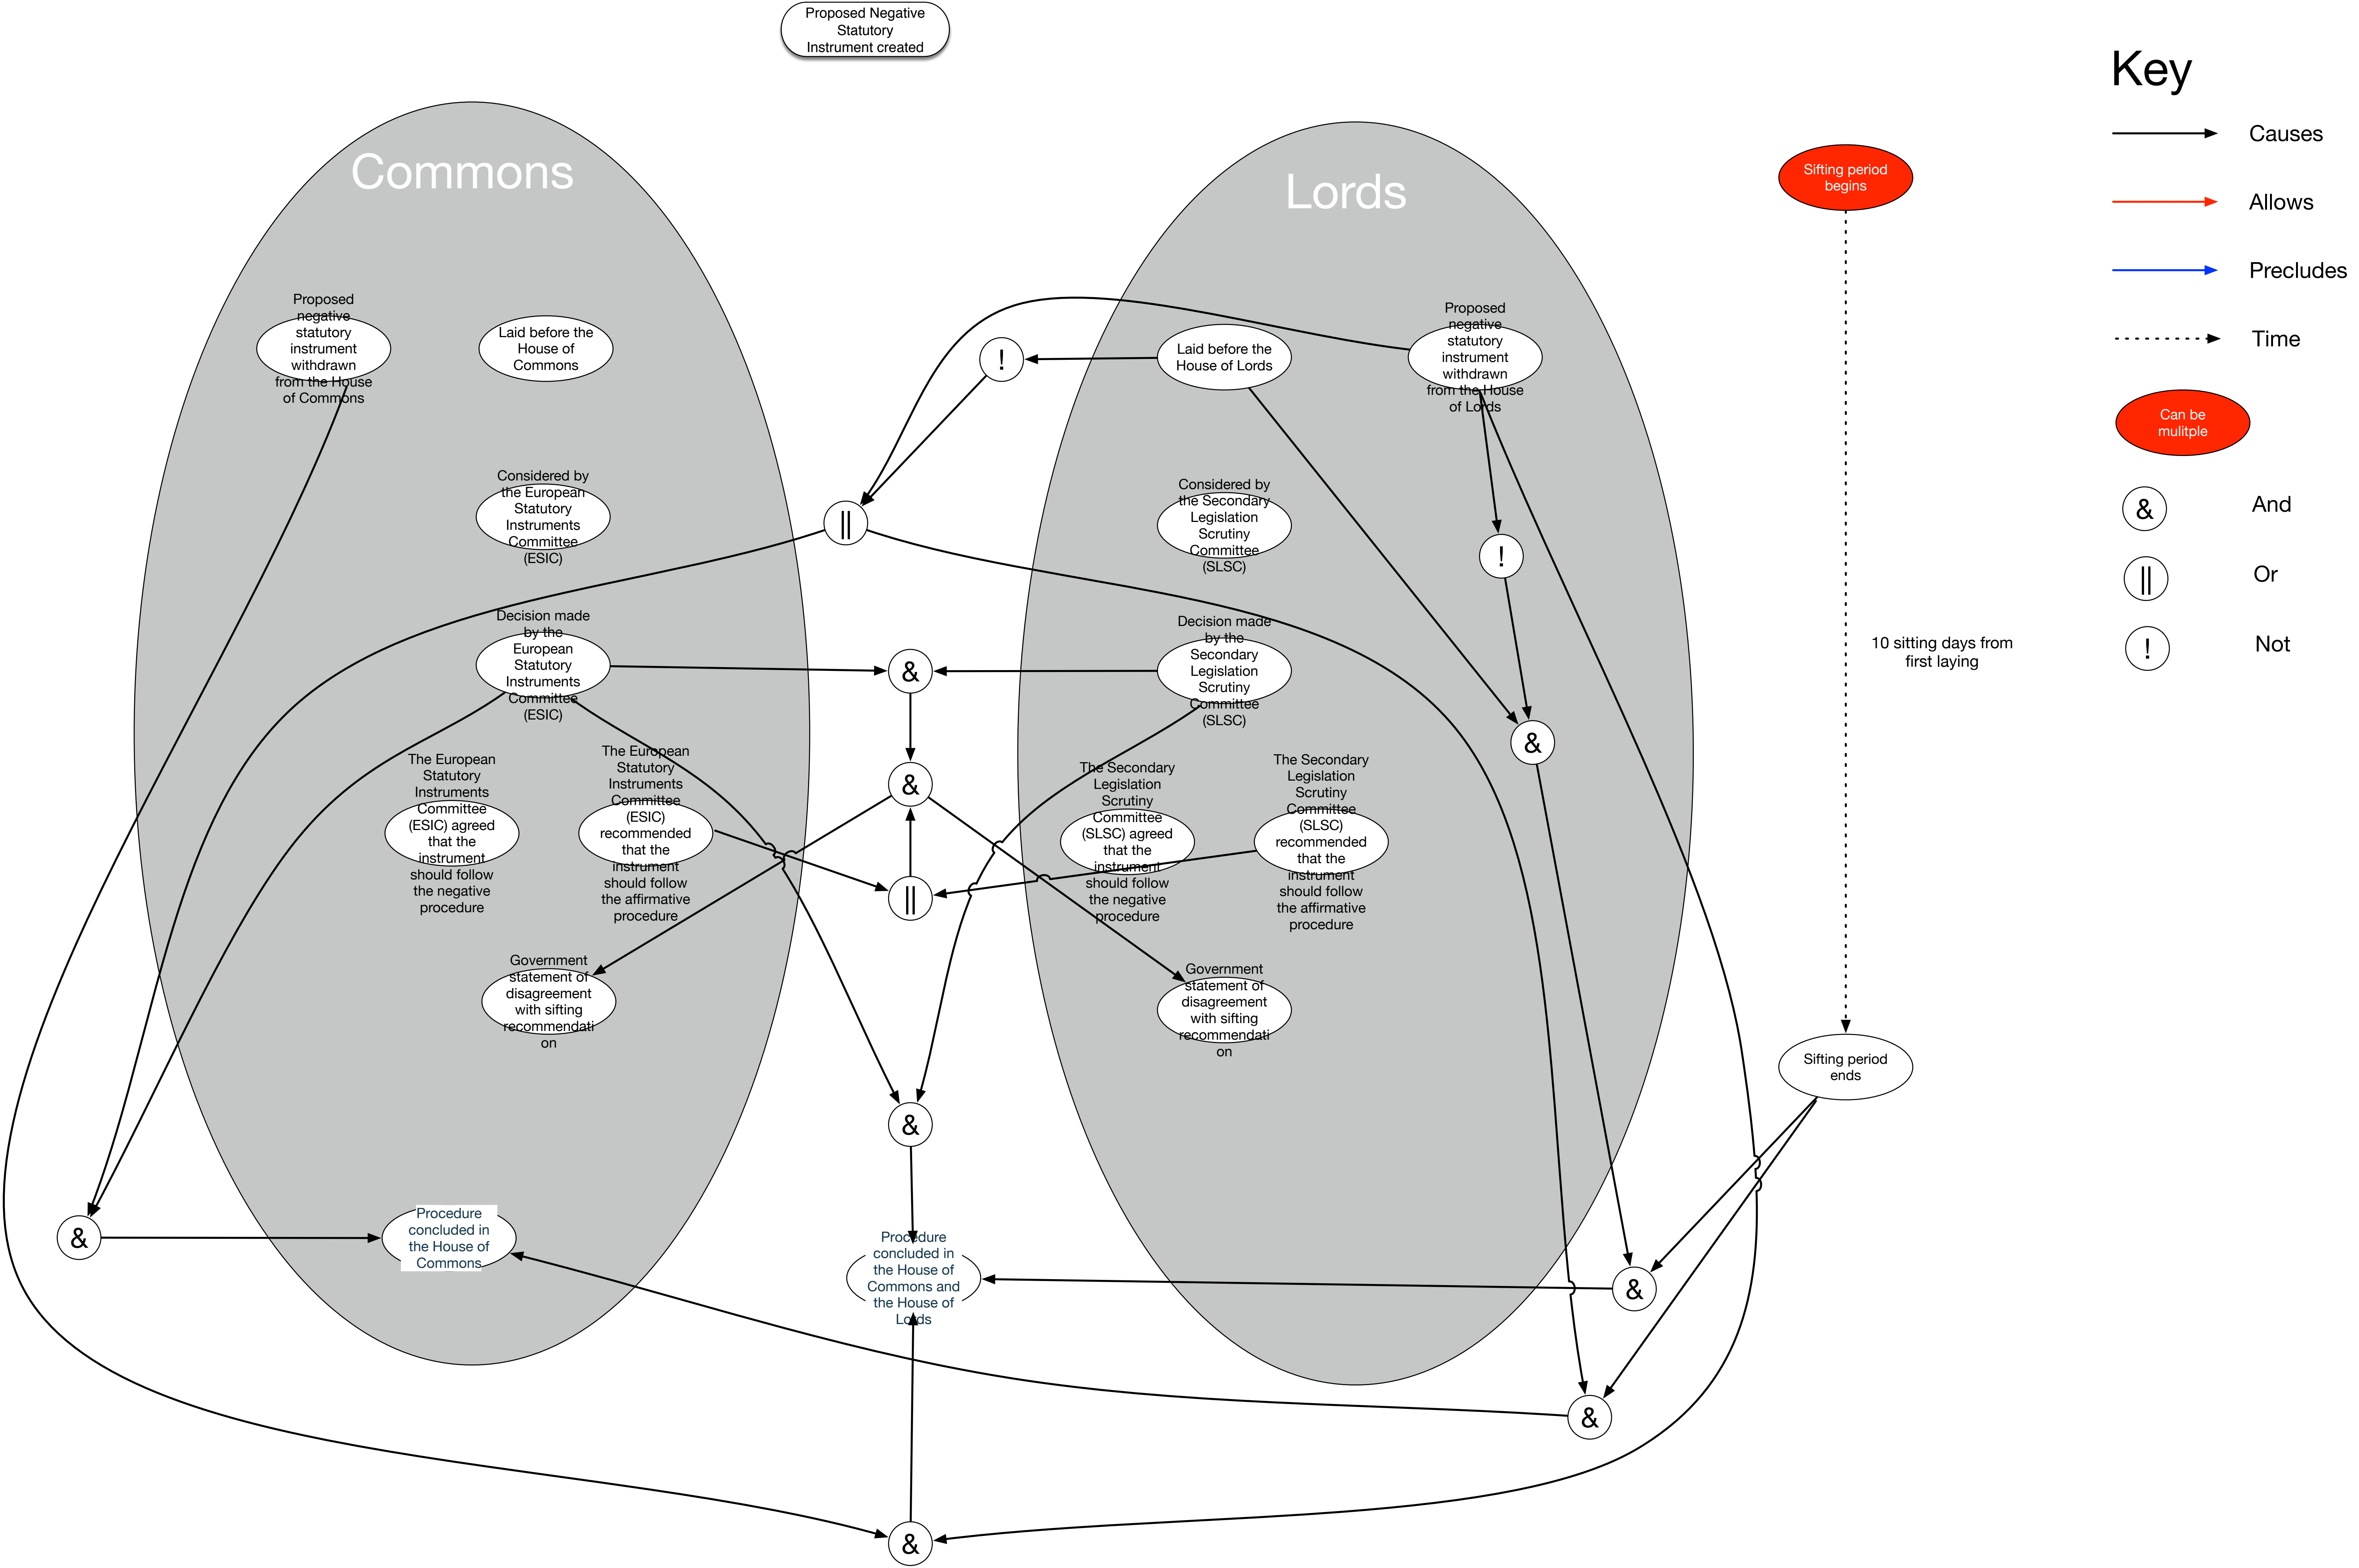 Proposed Negative
Statutory
Instrument created
Key
Causes
Allows
Precludes
Time
Can be
mulitple
&
And
||
Or
!
Not
Commons
Lords
Sifting period
begins
Proposed
negative
statutory
instrument
withdrawn
from the House
of Commons
Laid before the
House of
Commons
!
Laid before the
House of Lords
Proposed
negative
statutory
instrument
withdrawn
from the House
of Lords
Considered by
the European
Statutory
Instruments
Committee
(ESIC)
||
Considered by
the Secondary
Legislation
Scrutiny
Committee
(SLSC)
!
Decision made
by the
European
Statutory
Instruments
Committee
(ESIC)
&
Decision made
by the
Secondary
Legislation
Scrutiny
Committee
(SLSC)
10 sitting days from
first laying
&
The European
Statutory
Instruments
Committee
(ESIC) agreed
that the
instrument
should follow
the negative
procedure
The European
Statutory
Instruments
Committee
(ESIC)
recommended
that the
instrument
should follow
the affirmative
procedure
&
||
The Secondary
Legislation
Scrutiny
Committee
(SLSC) agreed
that the
instrument
should follow
the negative
procedure
The Secondary
Legislation
Scrutiny
Committee
(SLSC)
recommended
that the
instrument
should follow
the affirmative
procedure
Government
statement of
disagreement
with sifting
recommendati
on
Government
statement of
disagreement
with sifting
recommendati
on
Sifting period
ends
&
&
Procedure
concluded in
the House of
Commons
Procedure
concluded in
the House of
Commons and
the House of
Lords
&
&
&